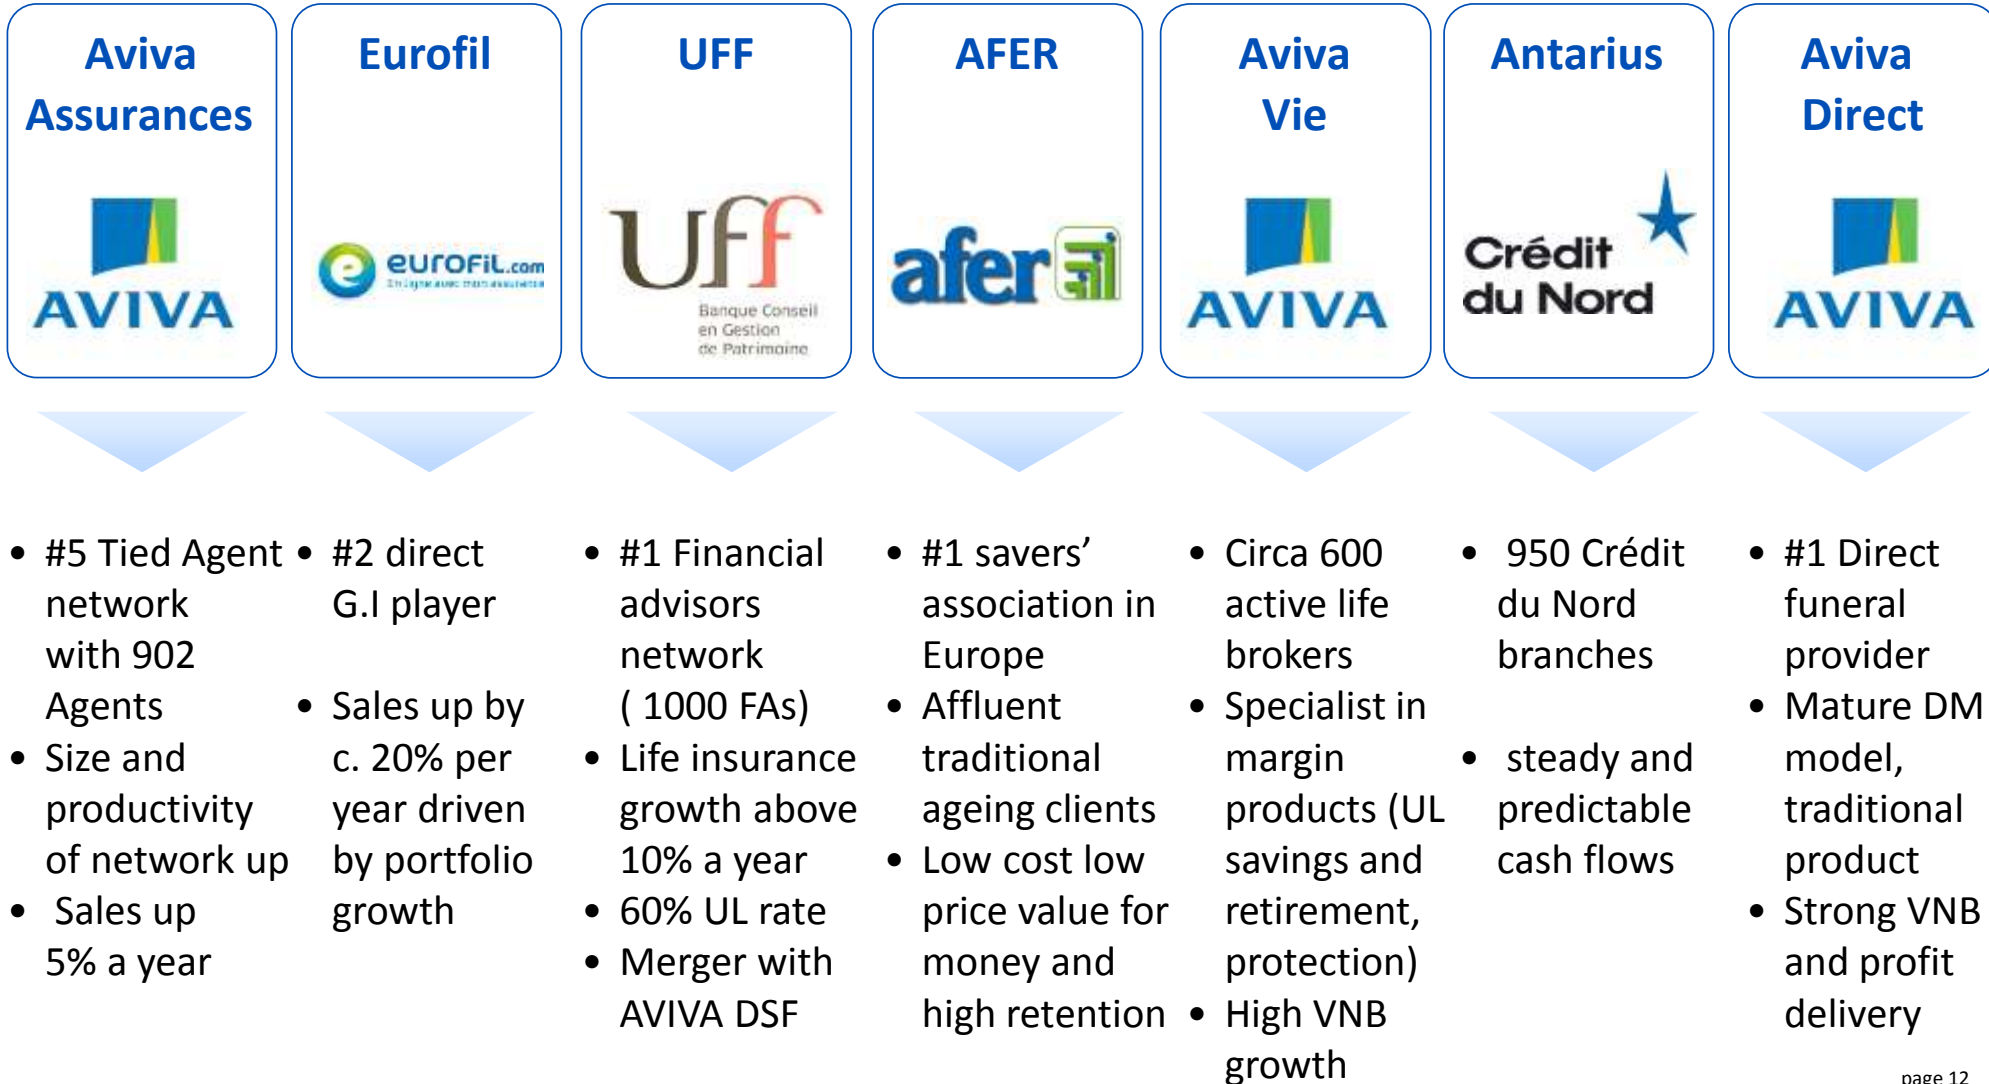 Aviva
Assurances
AVIVA
Eurofil
eUROFiL.com
En ligne avec mon assurance
UFF
Uff
Banque Conseil
en Gestion
de Patrimoine
AFER
afer
Aviva
Vie
AVIVA
Antarius
Crédit
du Nord
Aviva
Direct
AVIVA
• #5 Tied Agent
network
with 902
Agents
• Size and
productivity
of network up
• Sales up
5% a year
• #2 direct
G.I player
• Sales up by
c. 20% per
year driven
by portfolio
growth
• #1 Financial
advisors
network
( 1000 FAs)
• Life insurance
growth above
10% a year
• 60% UL rate
• Merger with
AVIVA DSF
• #1 savers’
association in
Europe
• Affluent
traditional
ageing clients
• Low cost low
price value for
money and
high retention
• Circa 600
active life
brokers
• Specialist in
margin
products (UL
savings and
retirement,
protection)
• High VNB
growth
• 950 Crédit
du Nord
branches
• steady and
predictable
cash flows
• #1 Direct
funeral
provider
• Mature DM
model,
traditional
product
• Strong VNB
and profit
delivery
page 12